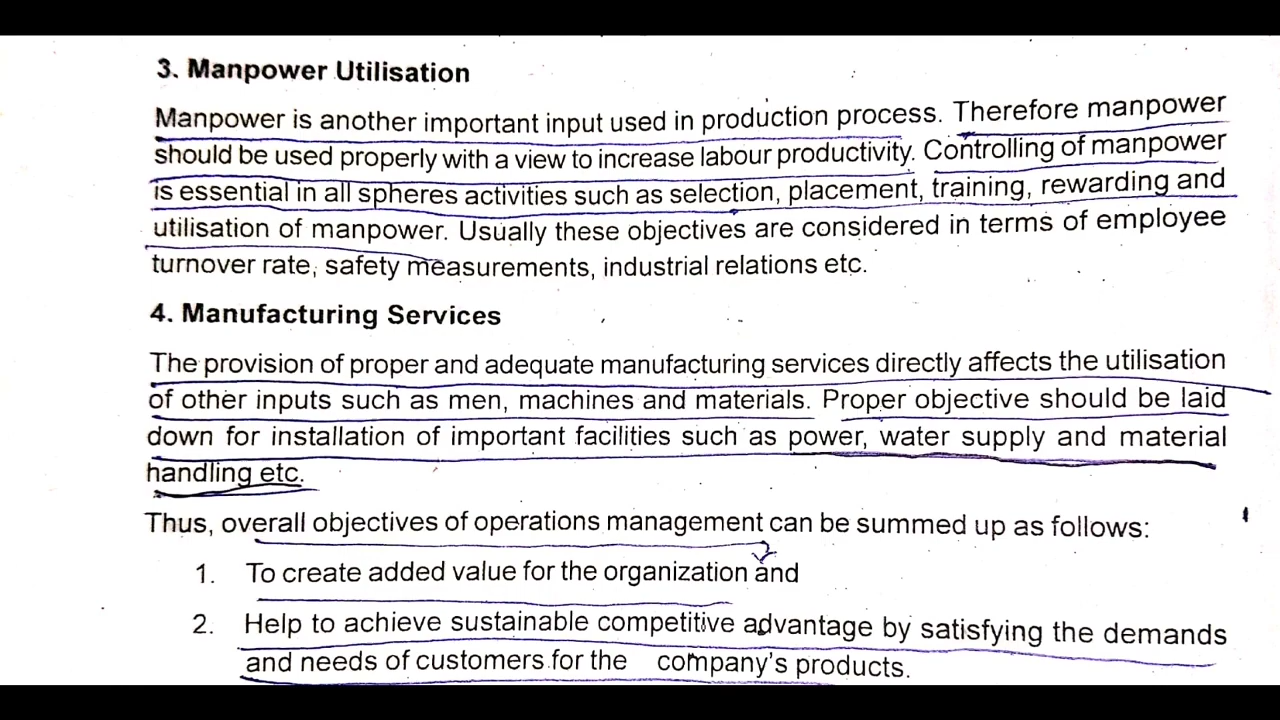 3. Manpower Utilisation
Manpower is another important input used in production process. Therefore manpower
should be used properly with a view to increase labour productivity. Controlling of manpower
is essential in all spheres activities such as selection, placement, training, rewarding and
utilisation of manpower. Usually these objectives are considered in terms of employee
turnover rate, safety measurements, industrial relations etc.
4. Manufacturing Services
The provision of proper and adequate manufacturing services directly affects the utilisation
of other inputs such as men, machines and materials. Proper objective should be laid
down for installation of important facilities such as power, water supply and material
handling etc.
Thus, overall objectives of operations management can be summed up as follows:
1. To create added value for the organization and
2. Help to achieve sustainable competitive advantage by satisfying the demands
and needs of customers for the company's products.